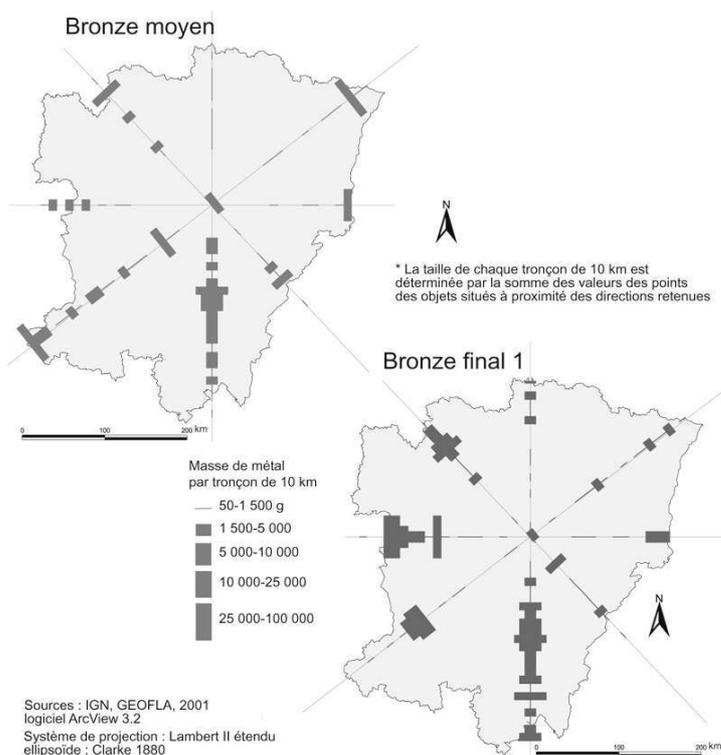 Bronze moyen
N
* La taille de chaque tronçon de 10 km est
déterminée par la somme des valeurs des points
des objets situés à proximité des directions retenues
Bronze final 1
0 100 200 km
Masse de métal
par tronçon de 10 km
50-1 500 g
1 500-5 000
5 000-10 000
10 000-25 000
25 000-100 000
N
Sources : IGN, GEOFLA, 2001
logiciel ArcView 3.2
Système de projection : Lambert II étendu
ellipsoïde : Clarke 1880
0 100 200 km